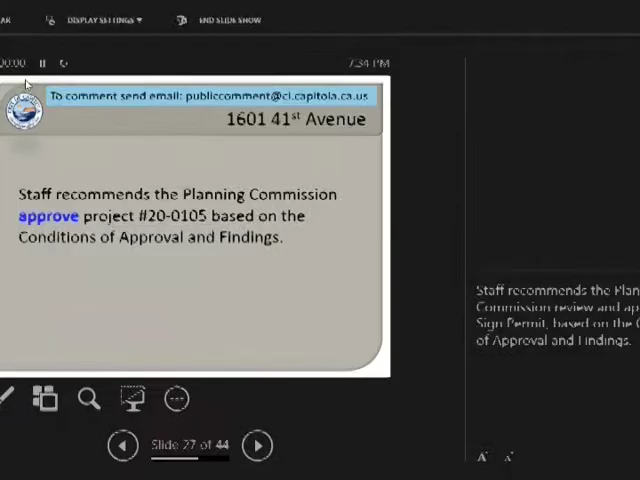 AR
DISPLAY SETTINGS
END SLIDE SHOW
00:00
7:34 PM
To comment send email: publiccomment@ci.capitola.ca.us
1601 41st Avenue
Staff recommends the Planning Commission
approve project #20-0105 based on the
Conditions of Approval and Findings.
Staff recommends the Plan
Commission review and ap
Sign Permit, based on the C
of Approval and Findings.
Slide 27 of 44
A A